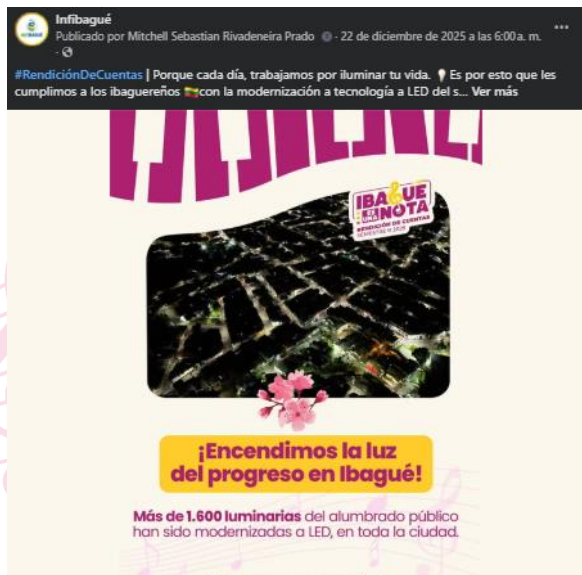 Infibagué
Publicado por Mitchell Sebastian Rivadeneira Prado · 22 de diciembre de 2025 a las 6:00 a. m.
·
#RendiciónDeCuentas | Porque cada día, trabajamos por iluminar tu vida. 💡 Es por esto que les
cumplimos a los ibaguereños con la modernización a tecnología a LED del s... Ver más
IBAGUÉ
ES UNA NOTA
RENDICIÓN DE CUENTAS
¡Encendimos la luz
del progreso en Ibagué!
Más de 1.600 luminarias del alumbrado público
han sido modernizadas a LED, en toda la ciudad.